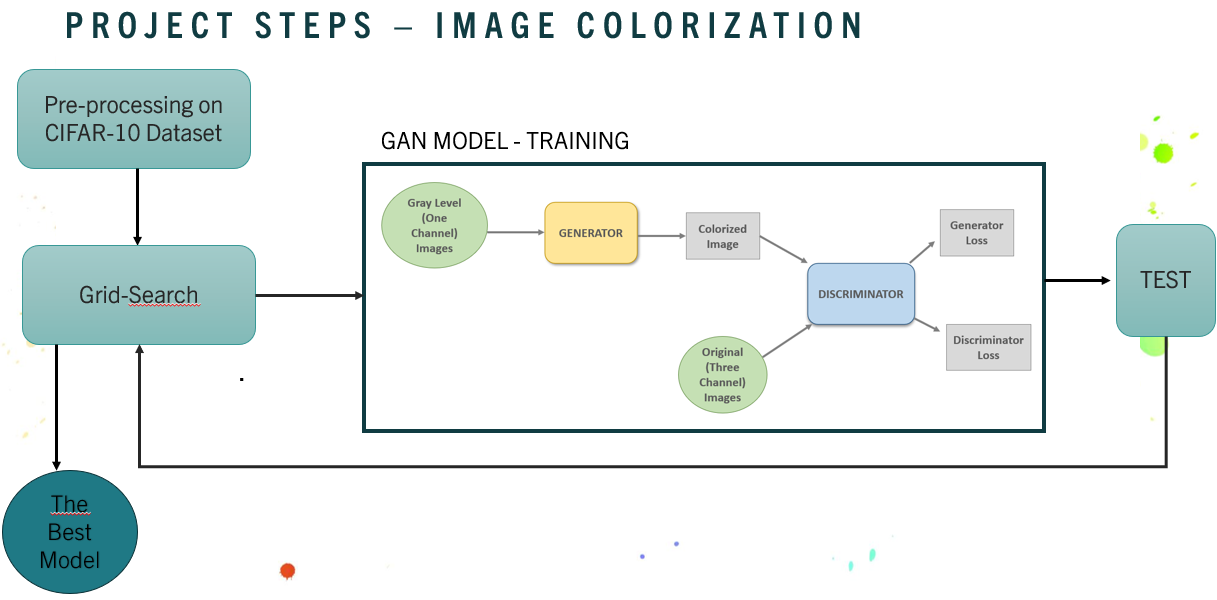 PROJECT STEPS – IMAGE COLORIZATION
Pre-processing on
CIFAR-10 Dataset
GAN MODEL - TRAINING
Gray Level
(One
Channel)
Images
GENERATOR
Colorized
Image
Generator
Loss
DISCRIMINATOR
Original
(Three
Channel)
Images
Discriminator
Loss
Grid-Search
TEST
The
Best
Model